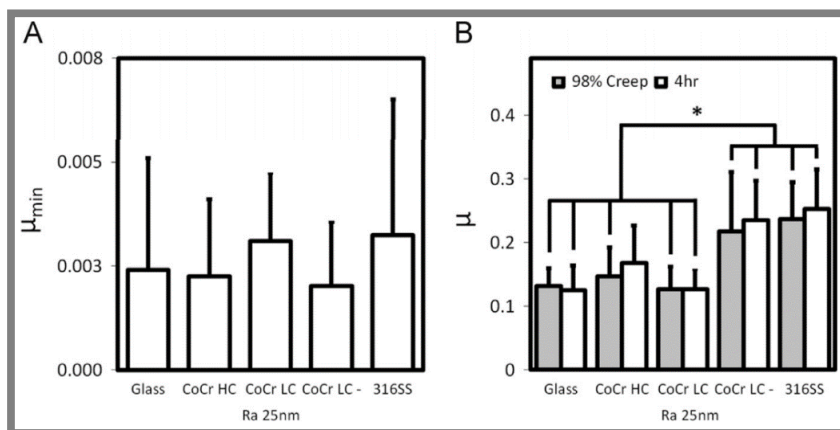 A
0.008
0.005
0.003
0.000
μmin
Glass CoCr HC CoCr LC CoCr LC - 316SS
Ra 25nm
B
98% Creep 4hr
*
0.4
0.3
0.2
0.1
0
μ
Glass CoCr HC CoCr LC CoCr LC - 316SS
Ra 25nm